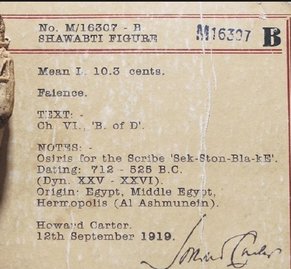 No. M/16307 - B
SHAWABTI FIGURE
M16307
B
Mean L. 10.3 cents.
Faience.
TEXT: -
Ch. VI., 'B. of D'.
NOTES: -
Osiris for the Scribe 'Sek-Ston-Bla-kE'.
Dating: 712 - 525 B.C.
(Dyn. XXV - XXVI).
Origin: Egypt, Middle Egypt,
Hermopolis (Al Ashmunein).
Howard Carter.
12th September 1919.
Howard Carter